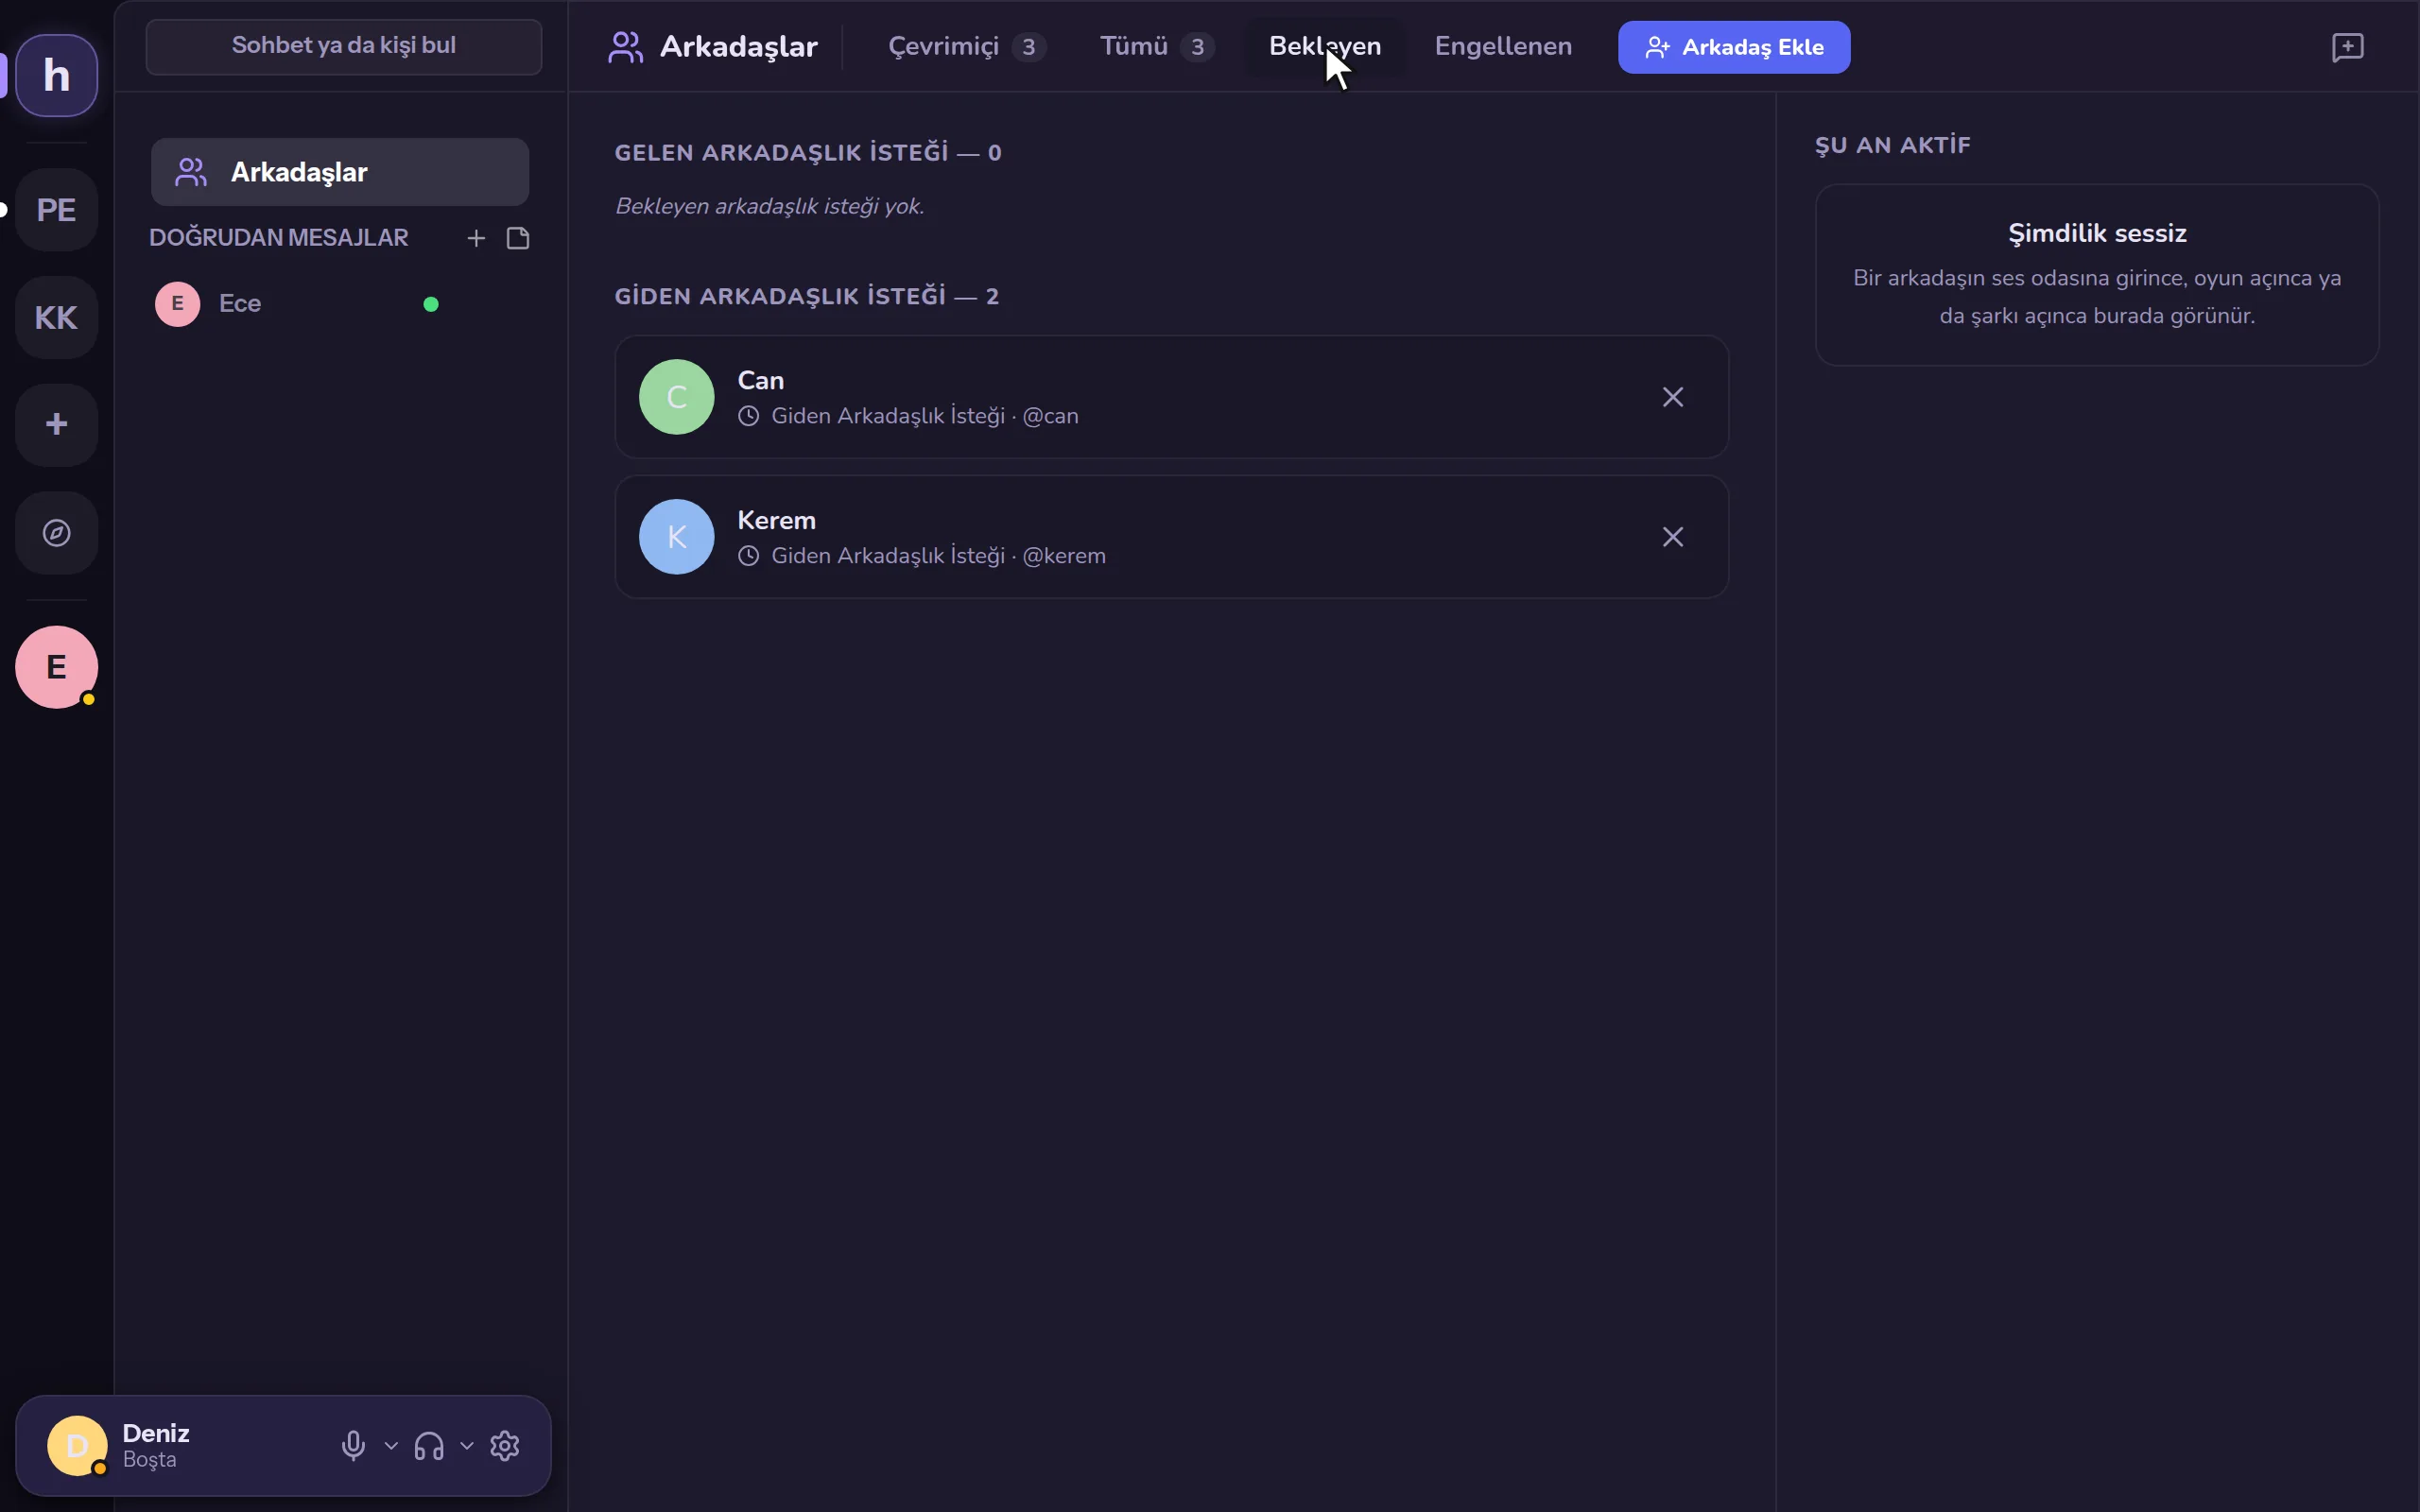 h
PE
KK
E
Sohbet ya da kişi bul
Arkadaşlar
DOĞRUDAN MESAJLAR
E Ece
D Deniz
Boşta
Arkadaşlar Çevrimiçi 3 Tümü 3 Bekleyen Engellenen Arkadaş Ekle
GELEN ARKADAŞLIK İSTEĞİ — 0
Bekleyen arkadaşlık isteği yok.
GİDEN ARKADAŞLIK İSTEĞİ — 2
C Can
Giden Arkadaşlık İsteği · @can
K Kerem
Giden Arkadaşlık İsteği · @kerem
ŞU AN AKTİF
Şimdilik sessiz
Bir arkadaşın ses odasına girince, oyun açınca ya
da şarkı açınca burada görünür.